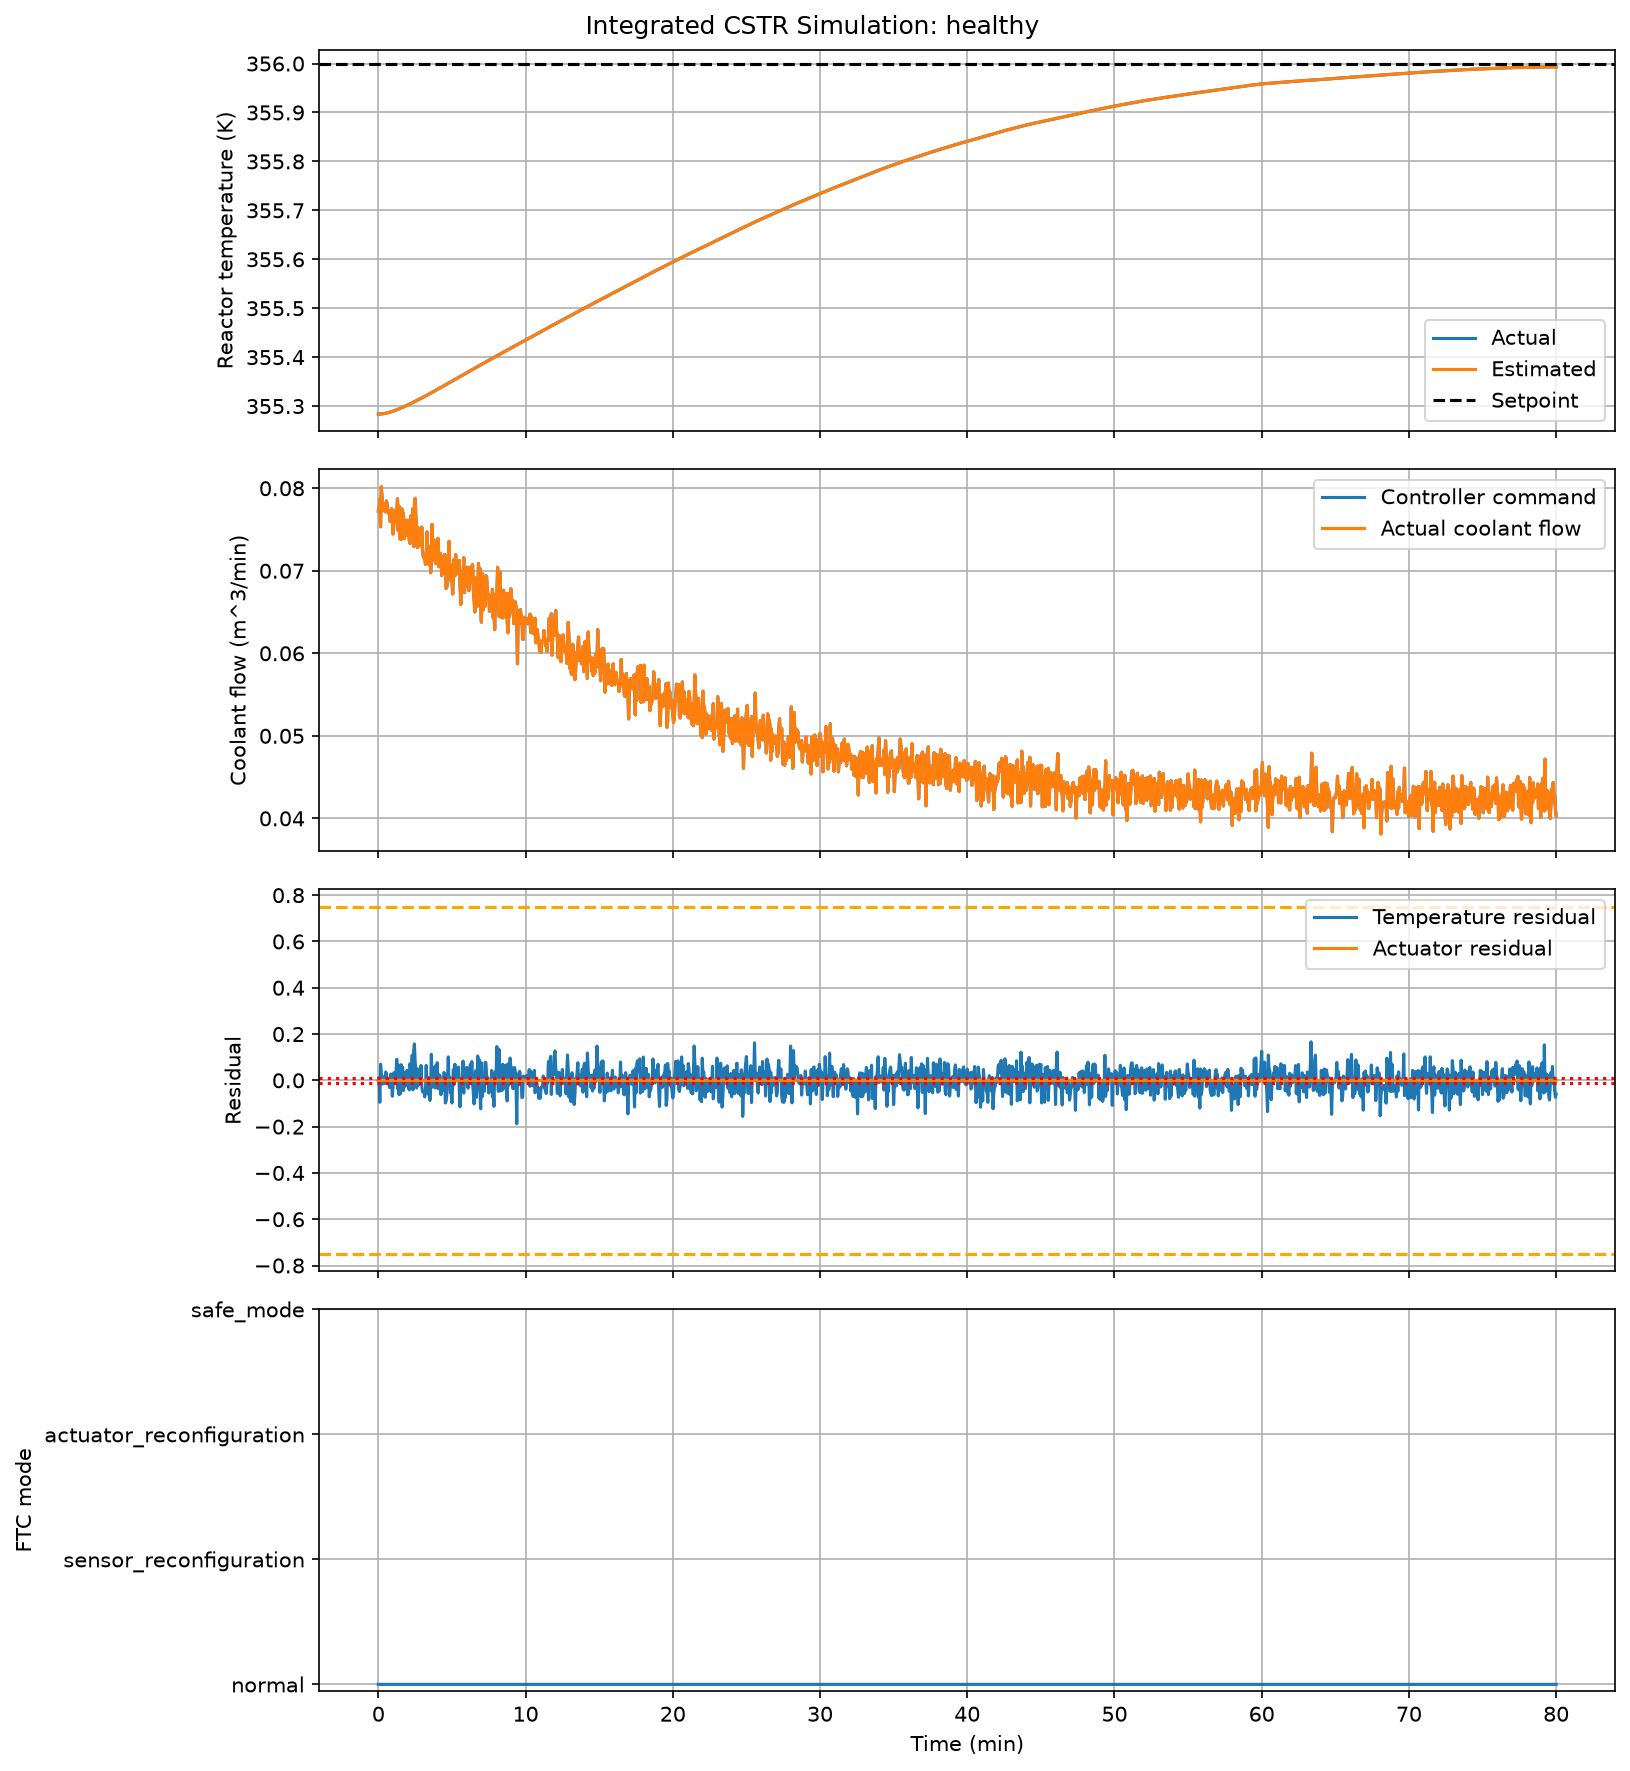 Integrated CSTR Simulation: healthy
Reactor temperature (K)
356.0
355.9
355.8
355.7
355.6
355.5
355.4
355.3
Actual
Estimated
Setpoint
Coolant flow (m^3/min)
0.08
0.07
0.06
0.05
0.04
Controller command
Actual coolant flow
Residual
0.8
0.6
0.4
0.2
0.0
−0.2
−0.4
−0.6
−0.8
Temperature residual
Actuator residual
FTC mode
safe_mode
actuator_reconfiguration
sensor_reconfiguration
normal
0 10 20 30 40 50 60 70 80
Time (min)